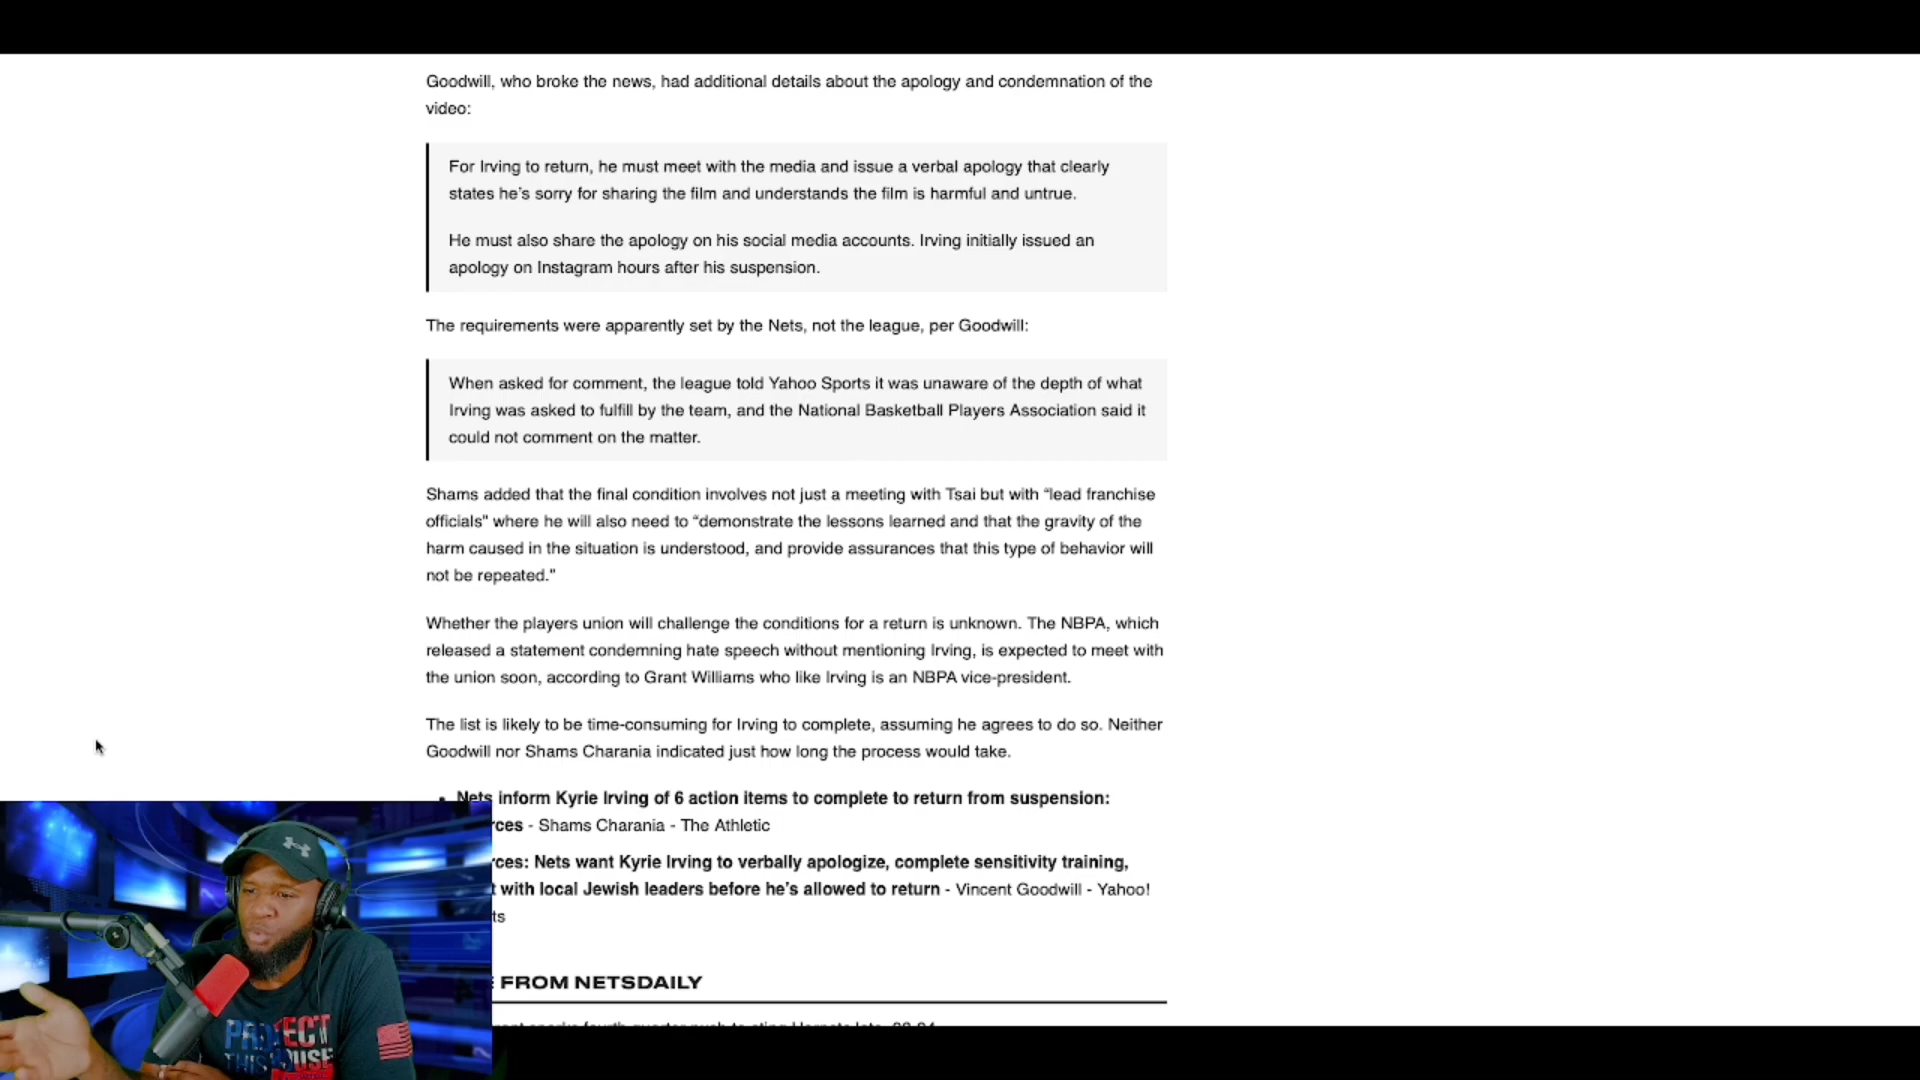 Goodwill, who broke the news, had additional details about the apology and condemnation of the
video:
For Irving to return, he must meet with the media and issue a verbal apology that clearly
states he's sorry for sharing the film and understands the film is harmful and untrue.
He must also share the apology on his social media accounts. Irving initially issued an
apology on Instagram hours after his suspension.
The requirements were apparently set by the Nets, not the league, per Goodwill:
When asked for comment, the league told Yahoo Sports it was unaware of the depth of what
Irving was asked to fulfill by the team, and the National Basketball Players Association said it
could not comment on the matter.
Shams added that the final condition involves not just a meeting with Tsai but with “lead franchise
officials” where he will also need to “demonstrate the lessons learned and that the gravity of the
harm caused in the situation is understood, and provide assurances that this type of behavior will
not be repeated.”
Whether the players union will challenge the conditions for a return is unknown. The NBPA, which
released a statement condemning hate speech without mentioning Irving, is expected to meet with
the union soon, according to Grant Williams who like Irving is an NBPA vice-president.
The list is likely to be time-consuming for Irving to complete, assuming he agrees to do so. Neither
Goodwill nor Shams Charania indicated just how long the process would take.
Nets inform Kyrie Irving of 6 action items to complete to return from suspension:
rces - Shams Charania - The Athletic
rces: Nets want Kyrie Irving to verbally apologize, complete sensitivity training,
t with local Jewish leaders before he's allowed to return - Vincent Goodwill - Yahoo!
ts
FROM NETSDAILY
PROTECT
THIS HOUSE